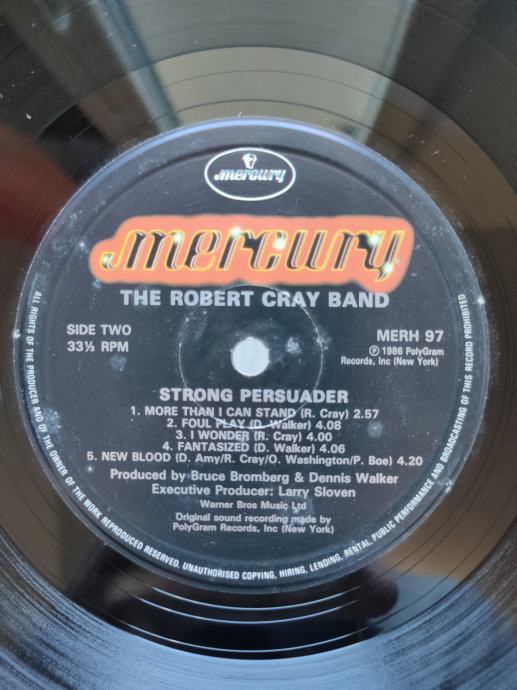 mercury
mercury
THE ROBERT CRAY BAND
SIDE TWO
33⅓ RPM
MERH 97
℗ 1986 PolyGram
Records, Inc (New York)
STRONG PERSUADER
1. MORE THAN I CAN STAND (R. Cray) 2.57
2. FOUL PLAY (D. Walker) 4.08
3. I WONDER (R. Cray) 4.00
4. FANTASIZED (D. Walker) 4.06
5. NEW BLOOD (D. Amy/R. Cray/O. Washington/P. Boe) 4.20
Produced by Bruce Bromberg & Dennis Walker
Executive Producer: Larry Sloven
Warner Bros Music Ltd
Original sound recording made by
PolyGram Records, Inc (New York)
ALL RIGHTS OF THE PRODUCER AND OF THE OWNER OF THE WORK REPRODUCED RESERVED. UNAUTHORISED COPYING, HIRING, LENDING, RENTAL, PUBLIC PERFORMANCE AND BROADCASTING OF THIS RECORD PROHIBITED